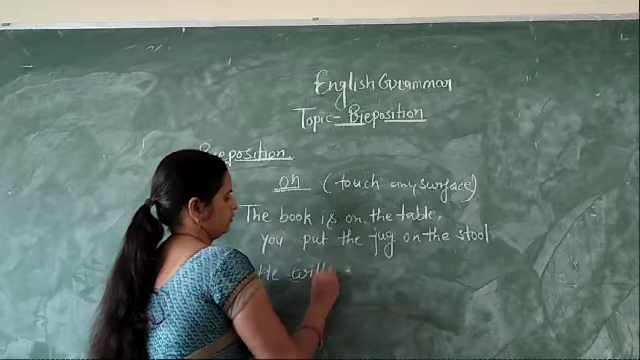 English Grammar
Topic- Preposition
Preposition.
on (touch any surface)
The book is on the table,
you put the jug on the stool
He will